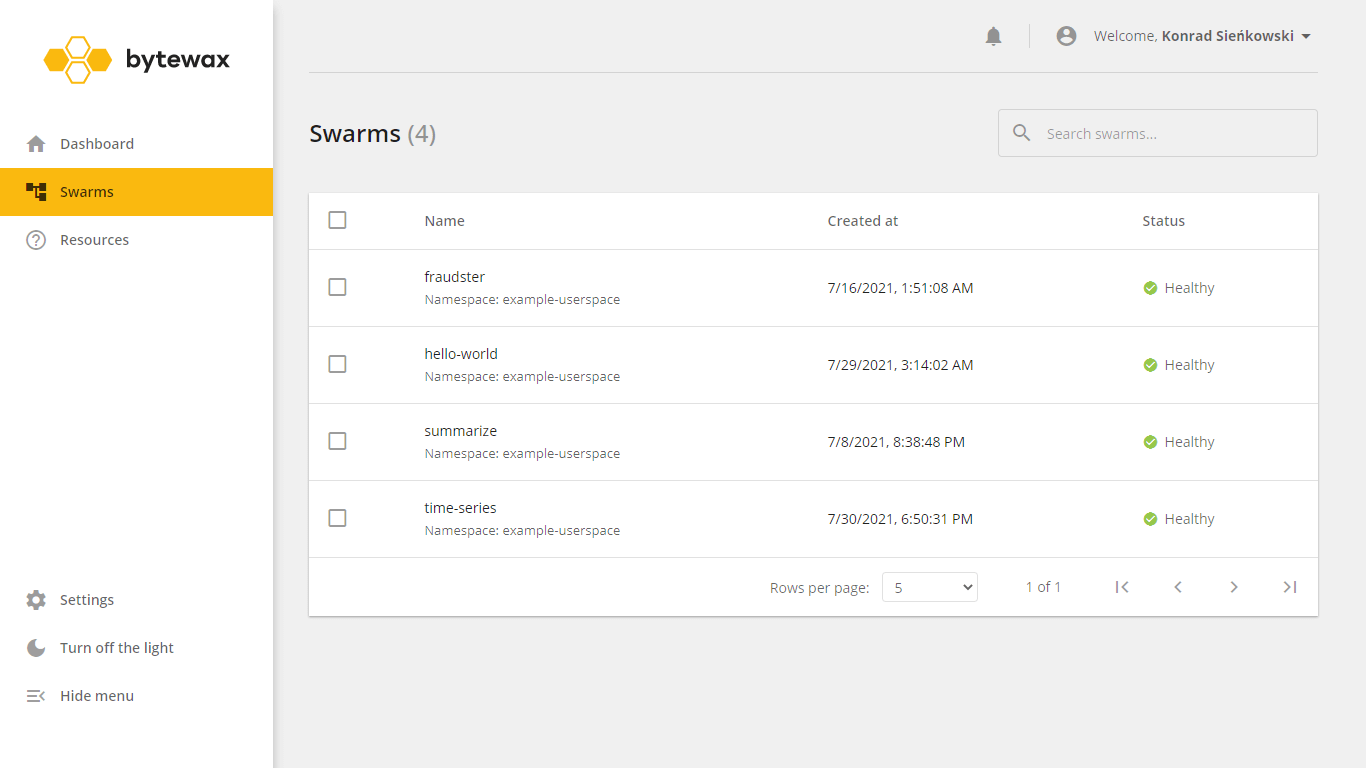 bytewax
Dashboard
Swarms
Resources
Settings
Turn off the light
Hide menu
Welcome, Konrad Sieńkowski
Swarms (4)
Search swarms...
Name Created at Status
fraudster
Namespace: example-userspace
7/16/2021, 1:51:08 AM
Healthy
hello-world
Namespace: example-userspace
7/29/2021, 3:14:02 AM
Healthy
summarize
Namespace: example-userspace
7/8/2021, 8:38:48 PM
Healthy
time-series
Namespace: example-userspace
7/30/2021, 6:50:31 PM
Healthy
Rows per page: 5 1 of 1